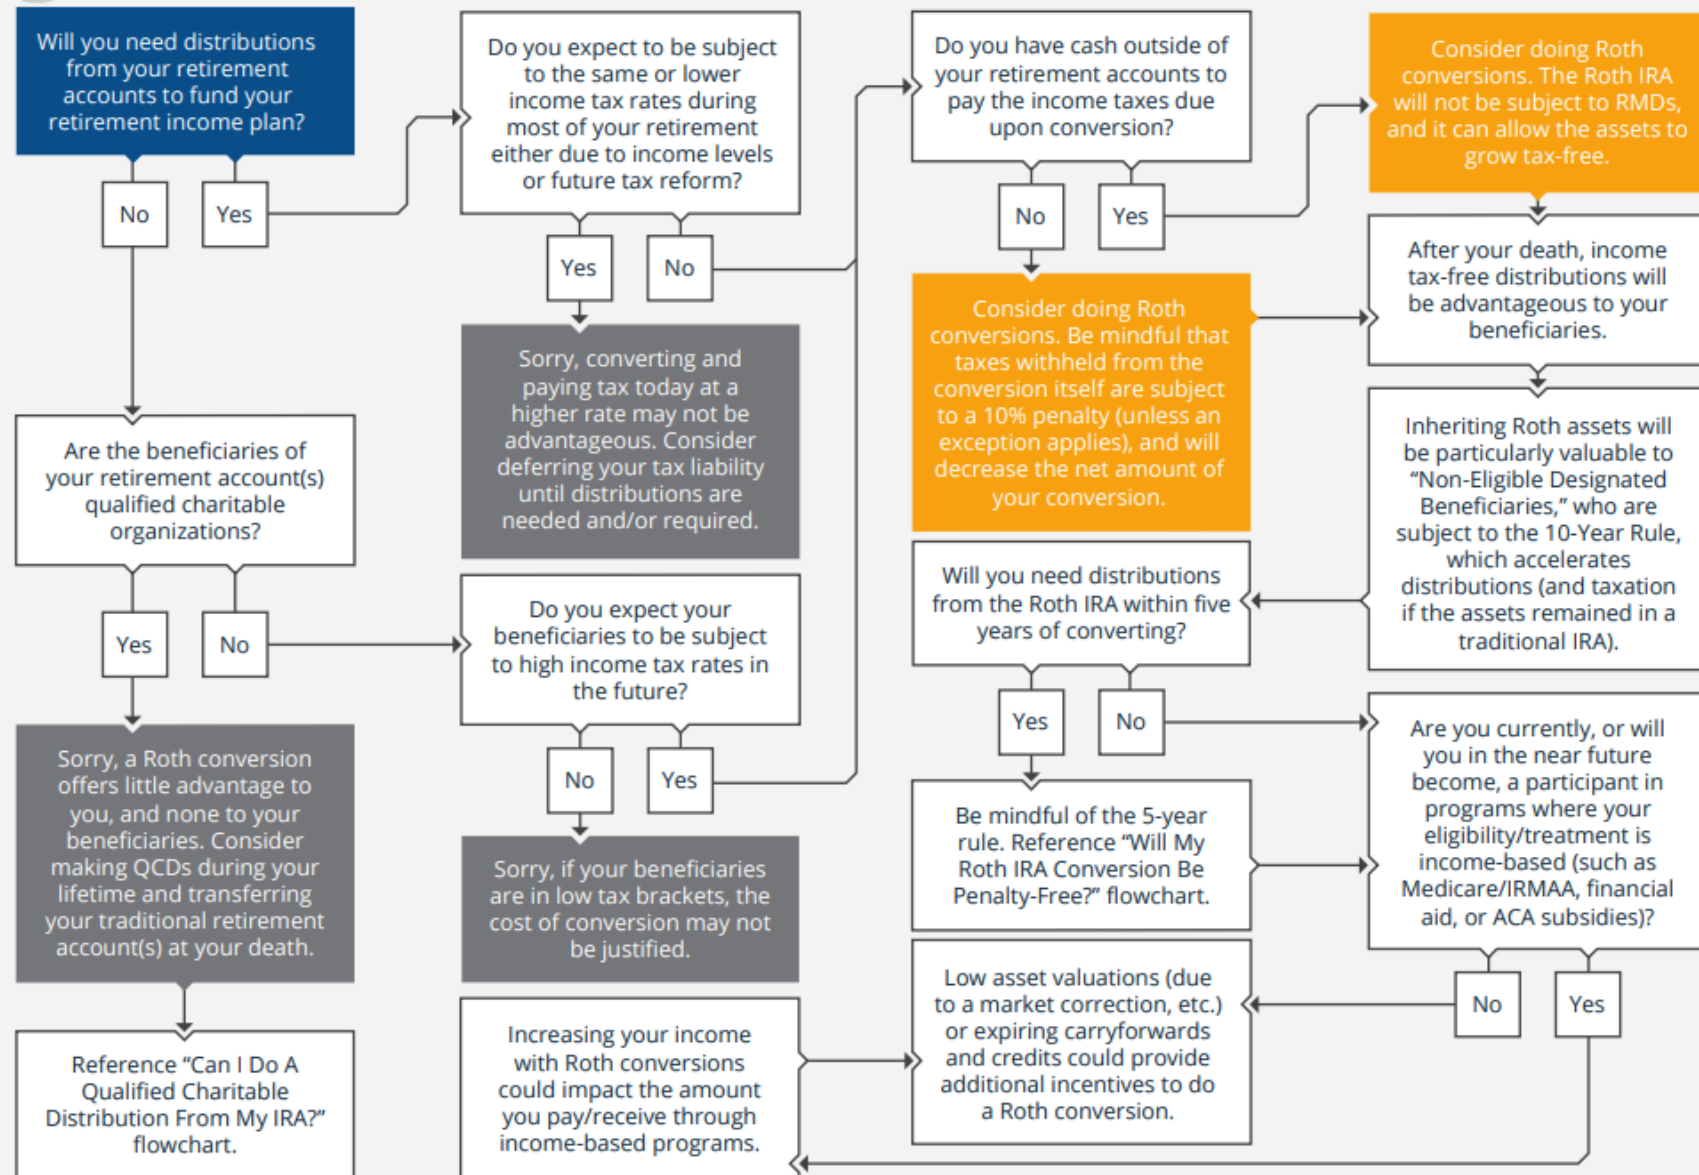 Will you need distributions
from your retirement
accounts to fund your
retirement income plan?
No
Yes
Are the beneficiaries of
your retirement account(s)
qualified charitable
organizations?
Yes
No
Sorry, a Roth conversion
offers little advantage to
you, and none to your
beneficiaries. Consider
making QCDs during your
lifetime and transferring
your traditional retirement
account(s) at your death.
Reference “Can I Do A
Qualified Charitable
Distribution From My IRA?”
flowchart.
Do you expect to be subject
to the same or lower
income tax rates during
most of your retirement
either due to income levels
or future tax reform?
Yes
No
Sorry, converting and
paying tax today at a
higher rate may not be
advantageous. Consider
deferring your tax liability
until distributions are
needed and/or required.
Do you expect your
beneficiaries to be subject
to high income tax rates in
the future?
No
Yes
Sorry, if your beneficiaries
are in low tax brackets, the
cost of conversion may not
be justified.
Increasing your income
with Roth conversions
could impact the amount
you pay/receive through
income-based programs.
Do you have cash outside of
your retirement accounts to
pay the income taxes due
upon conversion?
No
Yes
Consider doing Roth
conversions. Be mindful that
taxes withheld from the
conversion itself are subject
to a 10% penalty (unless an
exception applies), and will
decrease the net amount of
your conversion.
Will you need distributions
from the Roth IRA within five
years of converting?
Yes
No
Be mindful of the 5-year
rule. Reference “Will My
Roth IRA Conversion Be
Penalty-Free?” flowchart.
Low asset valuations (due
to a market correction, etc.)
or expiring carryforwards
and credits could provide
additional incentives to do
a Roth conversion.
Consider doing Roth
conversions. The Roth IRA
will not be subject to RMDs,
and it can allow the assets to
grow tax-free.
After your death, income
tax-free distributions will
be advantageous to your
beneficiaries.
Inheriting Roth assets will
be particularly valuable to
“Non-Eligible Designated
Beneficiaries,” who are
subject to the 10-Year Rule,
which accelerates
distributions (and taxation
if the assets remained in a
traditional IRA).
Are you currently, or will
you in the near future
become, a participant in
programs where your
eligibility/treatment is
income-based (such as
Medicare/IRMAA, financial
aid, or ACA subsidies)?
No
Yes